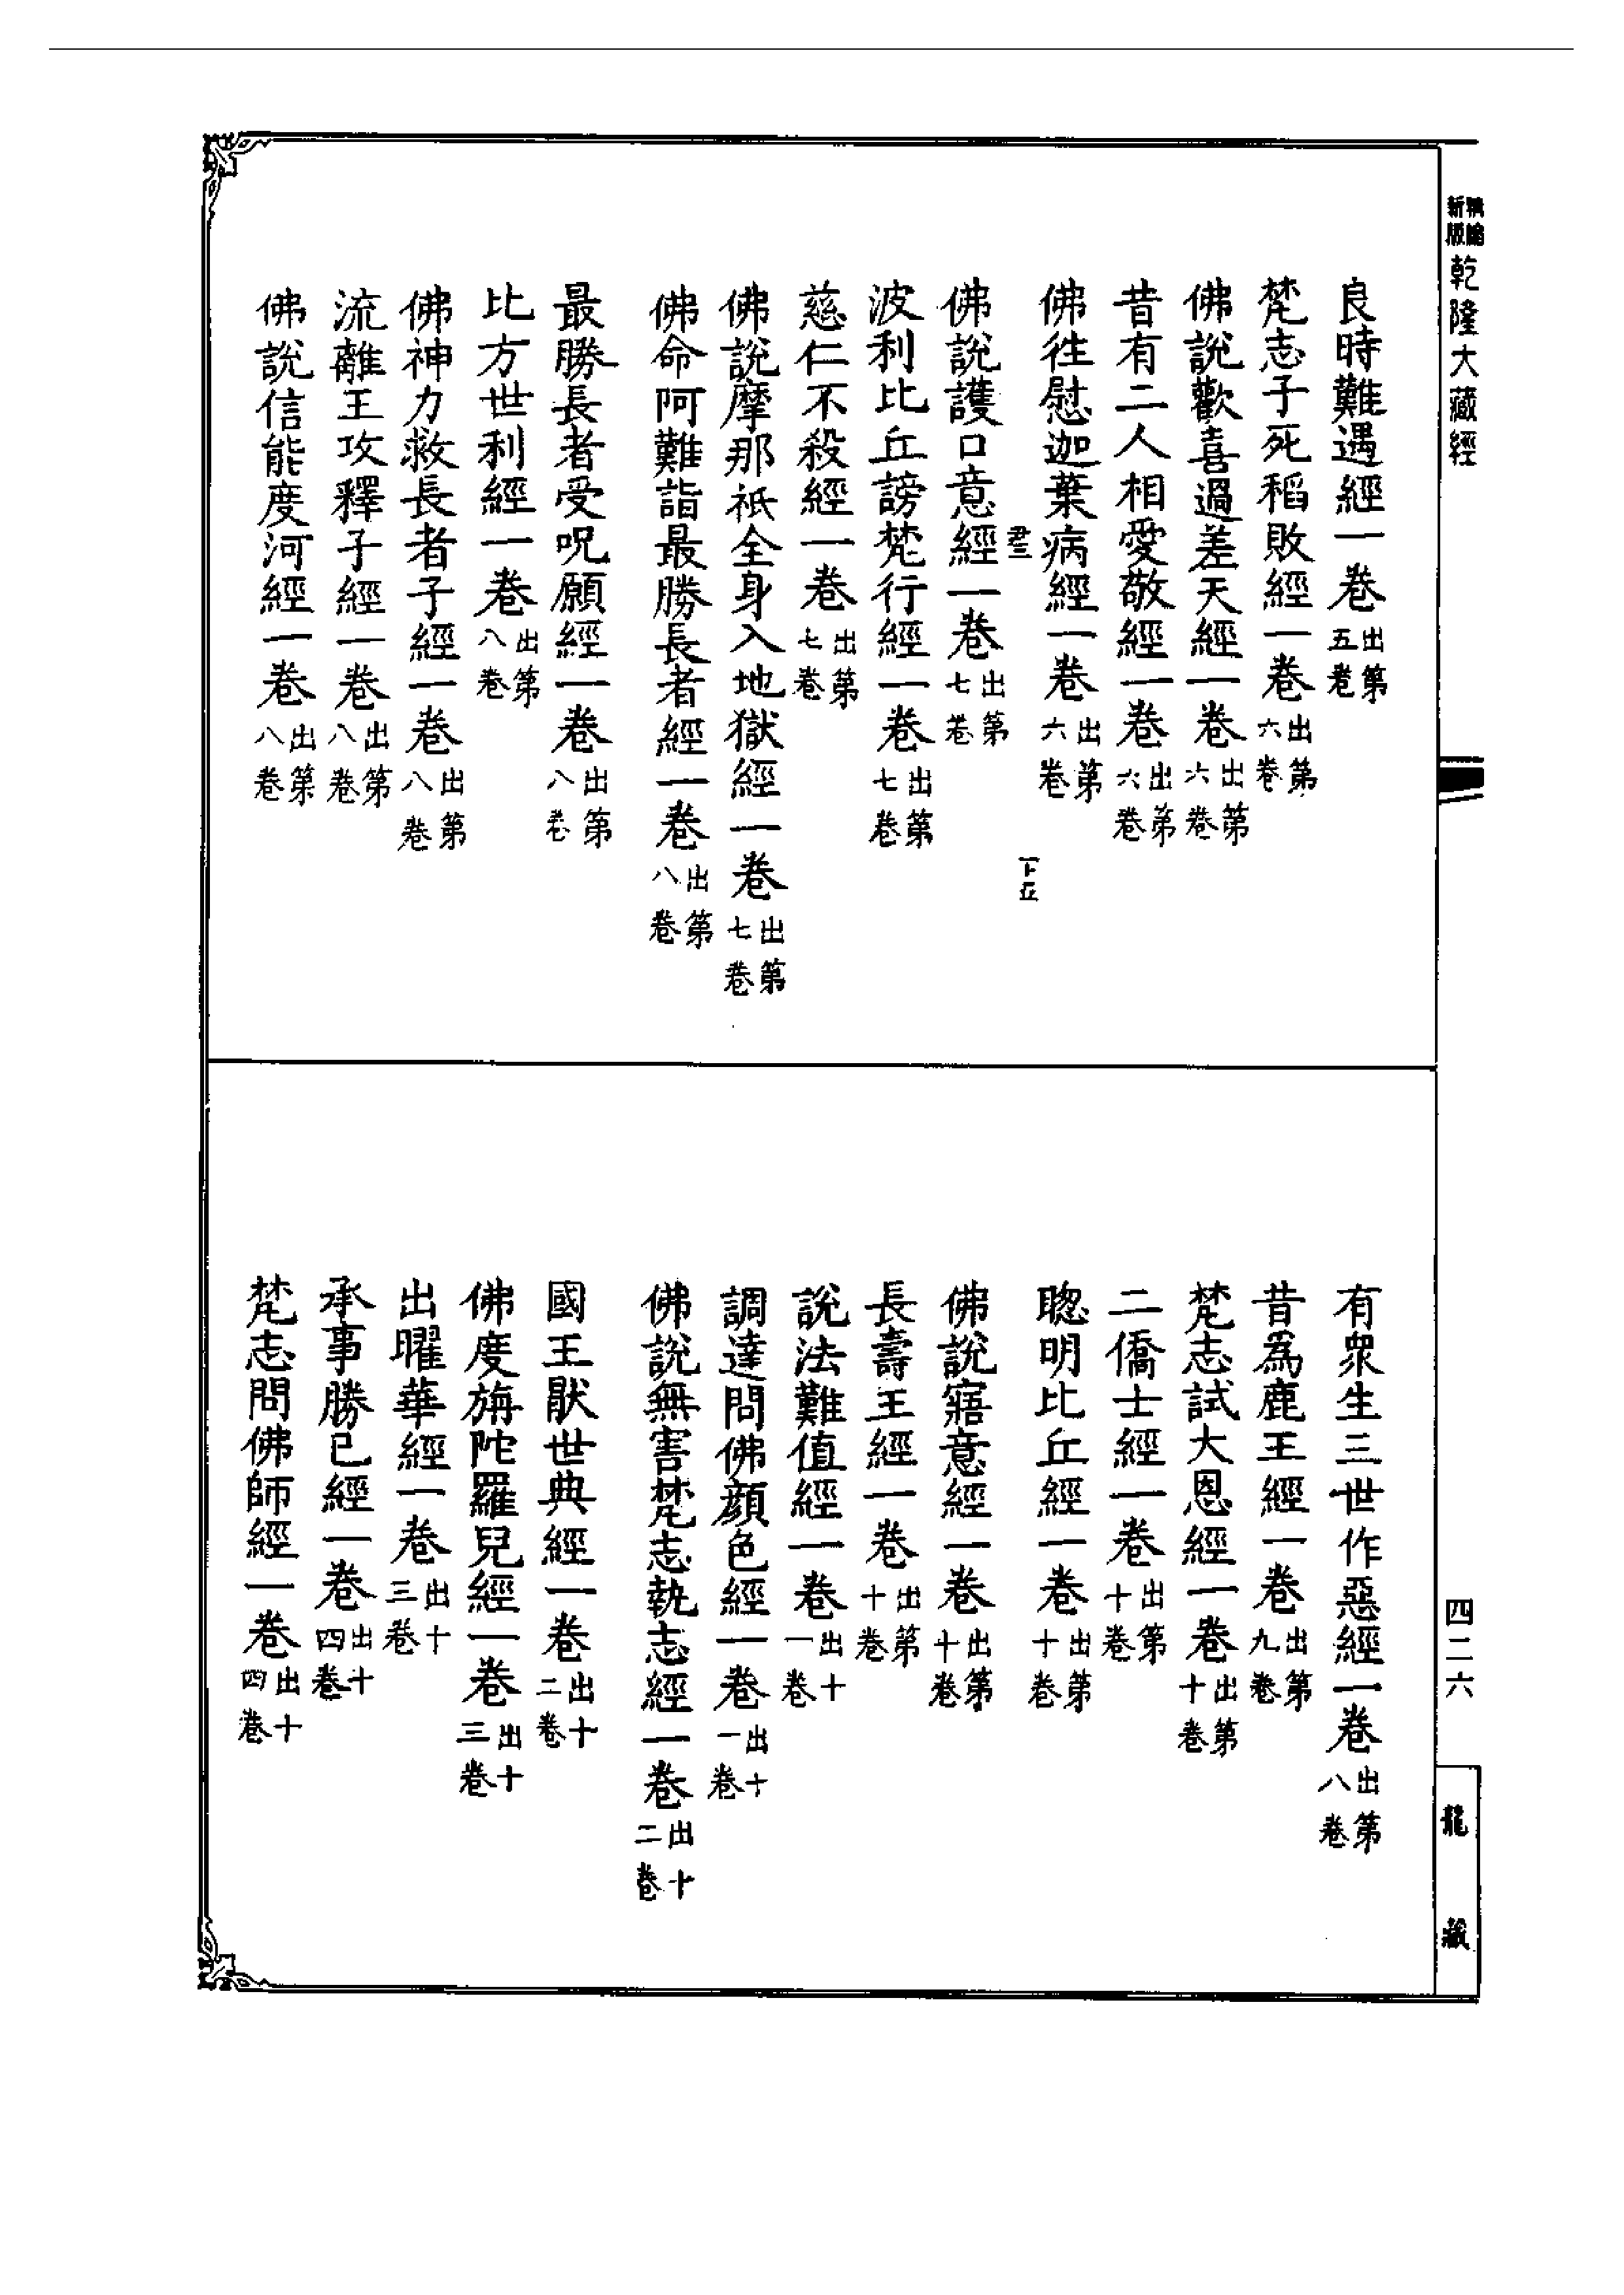 新版精縮乾隆大藏經
良時難遇經一卷出第五卷
梵志子死稻敗經一卷出第六卷
佛說歡喜過差天經一卷出第六卷
昔有二人相愛敬經一卷出第六卷
佛徃慰迦葉病經一卷出第六卷
佛說護口意經一卷出第七卷
波利比丘謗梵行經一卷出第七卷
慈仁不殺經一卷出第七卷
佛說摩那祇全身入地獄經一卷出第七卷
佛命阿難詣最勝長者經一卷出第八卷
最勝長者受呪願經一卷出第八卷
比方世利經一卷出第八卷
佛神力救長者子經一卷出第八卷
流離王攻釋子經一卷出第八卷
佛說信能度河經一卷出第八卷
有眾生三世作惡經一卷出第八卷
昔為鹿王經一卷出第九卷
梵志試大恩經一卷出第十卷
二僑士經一卷出第十卷
聰明比丘經一卷出第十卷
佛說寤意經一卷出第十卷
長壽王經一卷出第十卷
說法難值經一卷出十一卷
調達問佛顏色經一卷出十一卷
佛說無害梵志執志經一卷出十二卷
國王猒世典經一卷出十二卷
佛度旃陀羅兒經一卷出十三卷
出曜華經一卷出十三卷
承事勝己經一卷出十四卷
梵志問佛師經一卷出十四卷
四二六
龍藏